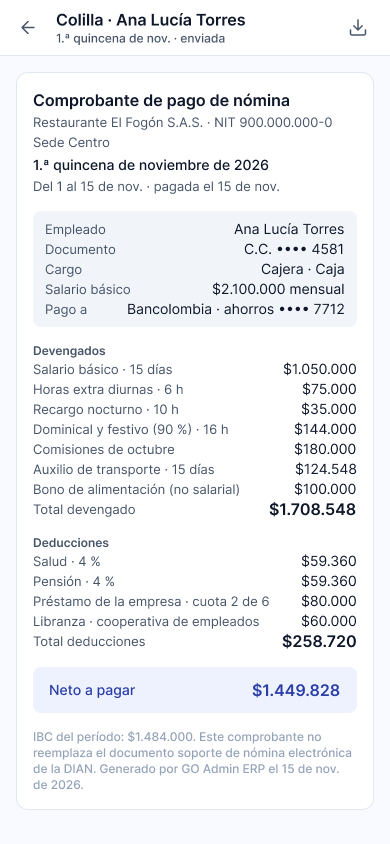 Colilla · Ana Lucía Torres
1.ª quincena de nov. · enviada
Comprobante de pago de nómina
Restaurante El Fogón S.A.S. · NIT 900.000.000-0
Sede Centro
1.ª quincena de noviembre de 2026
Del 1 al 15 de nov. · pagada el 15 de nov.
Empleado Ana Lucía Torres
Documento C.C. •••• 4581
Cargo Cajera · Caja
Salario básico $2.100.000 mensual
Pago a Bancolombia · ahorros •••• 7712
Devengados
Salario básico · 15 días $1.050.000
Horas extra diurnas · 6 h $75.000
Recargo nocturno · 10 h $35.000
Dominical y festivo (90 %) · 16 h $144.000
Comisiones de octubre $180.000
Auxilio de transporte · 15 días $124.548
Bono de alimentación (no salarial) $100.000
Total devengado $1.708.548
Deducciones
Salud · 4 % $59.360
Pensión · 4 % $59.360
Préstamo de la empresa · cuota 2 de 6 $80.000
Libranza · cooperativa de empleados $60.000
Total deducciones $258.720
Neto a pagar $1.449.828
IBC del período: $1.484.000. Este comprobante no
reemplaza el documento soporte de nómina electrónica
de la DIAN. Generado por GO Admin ERP el 15 de nov.
de 2026.